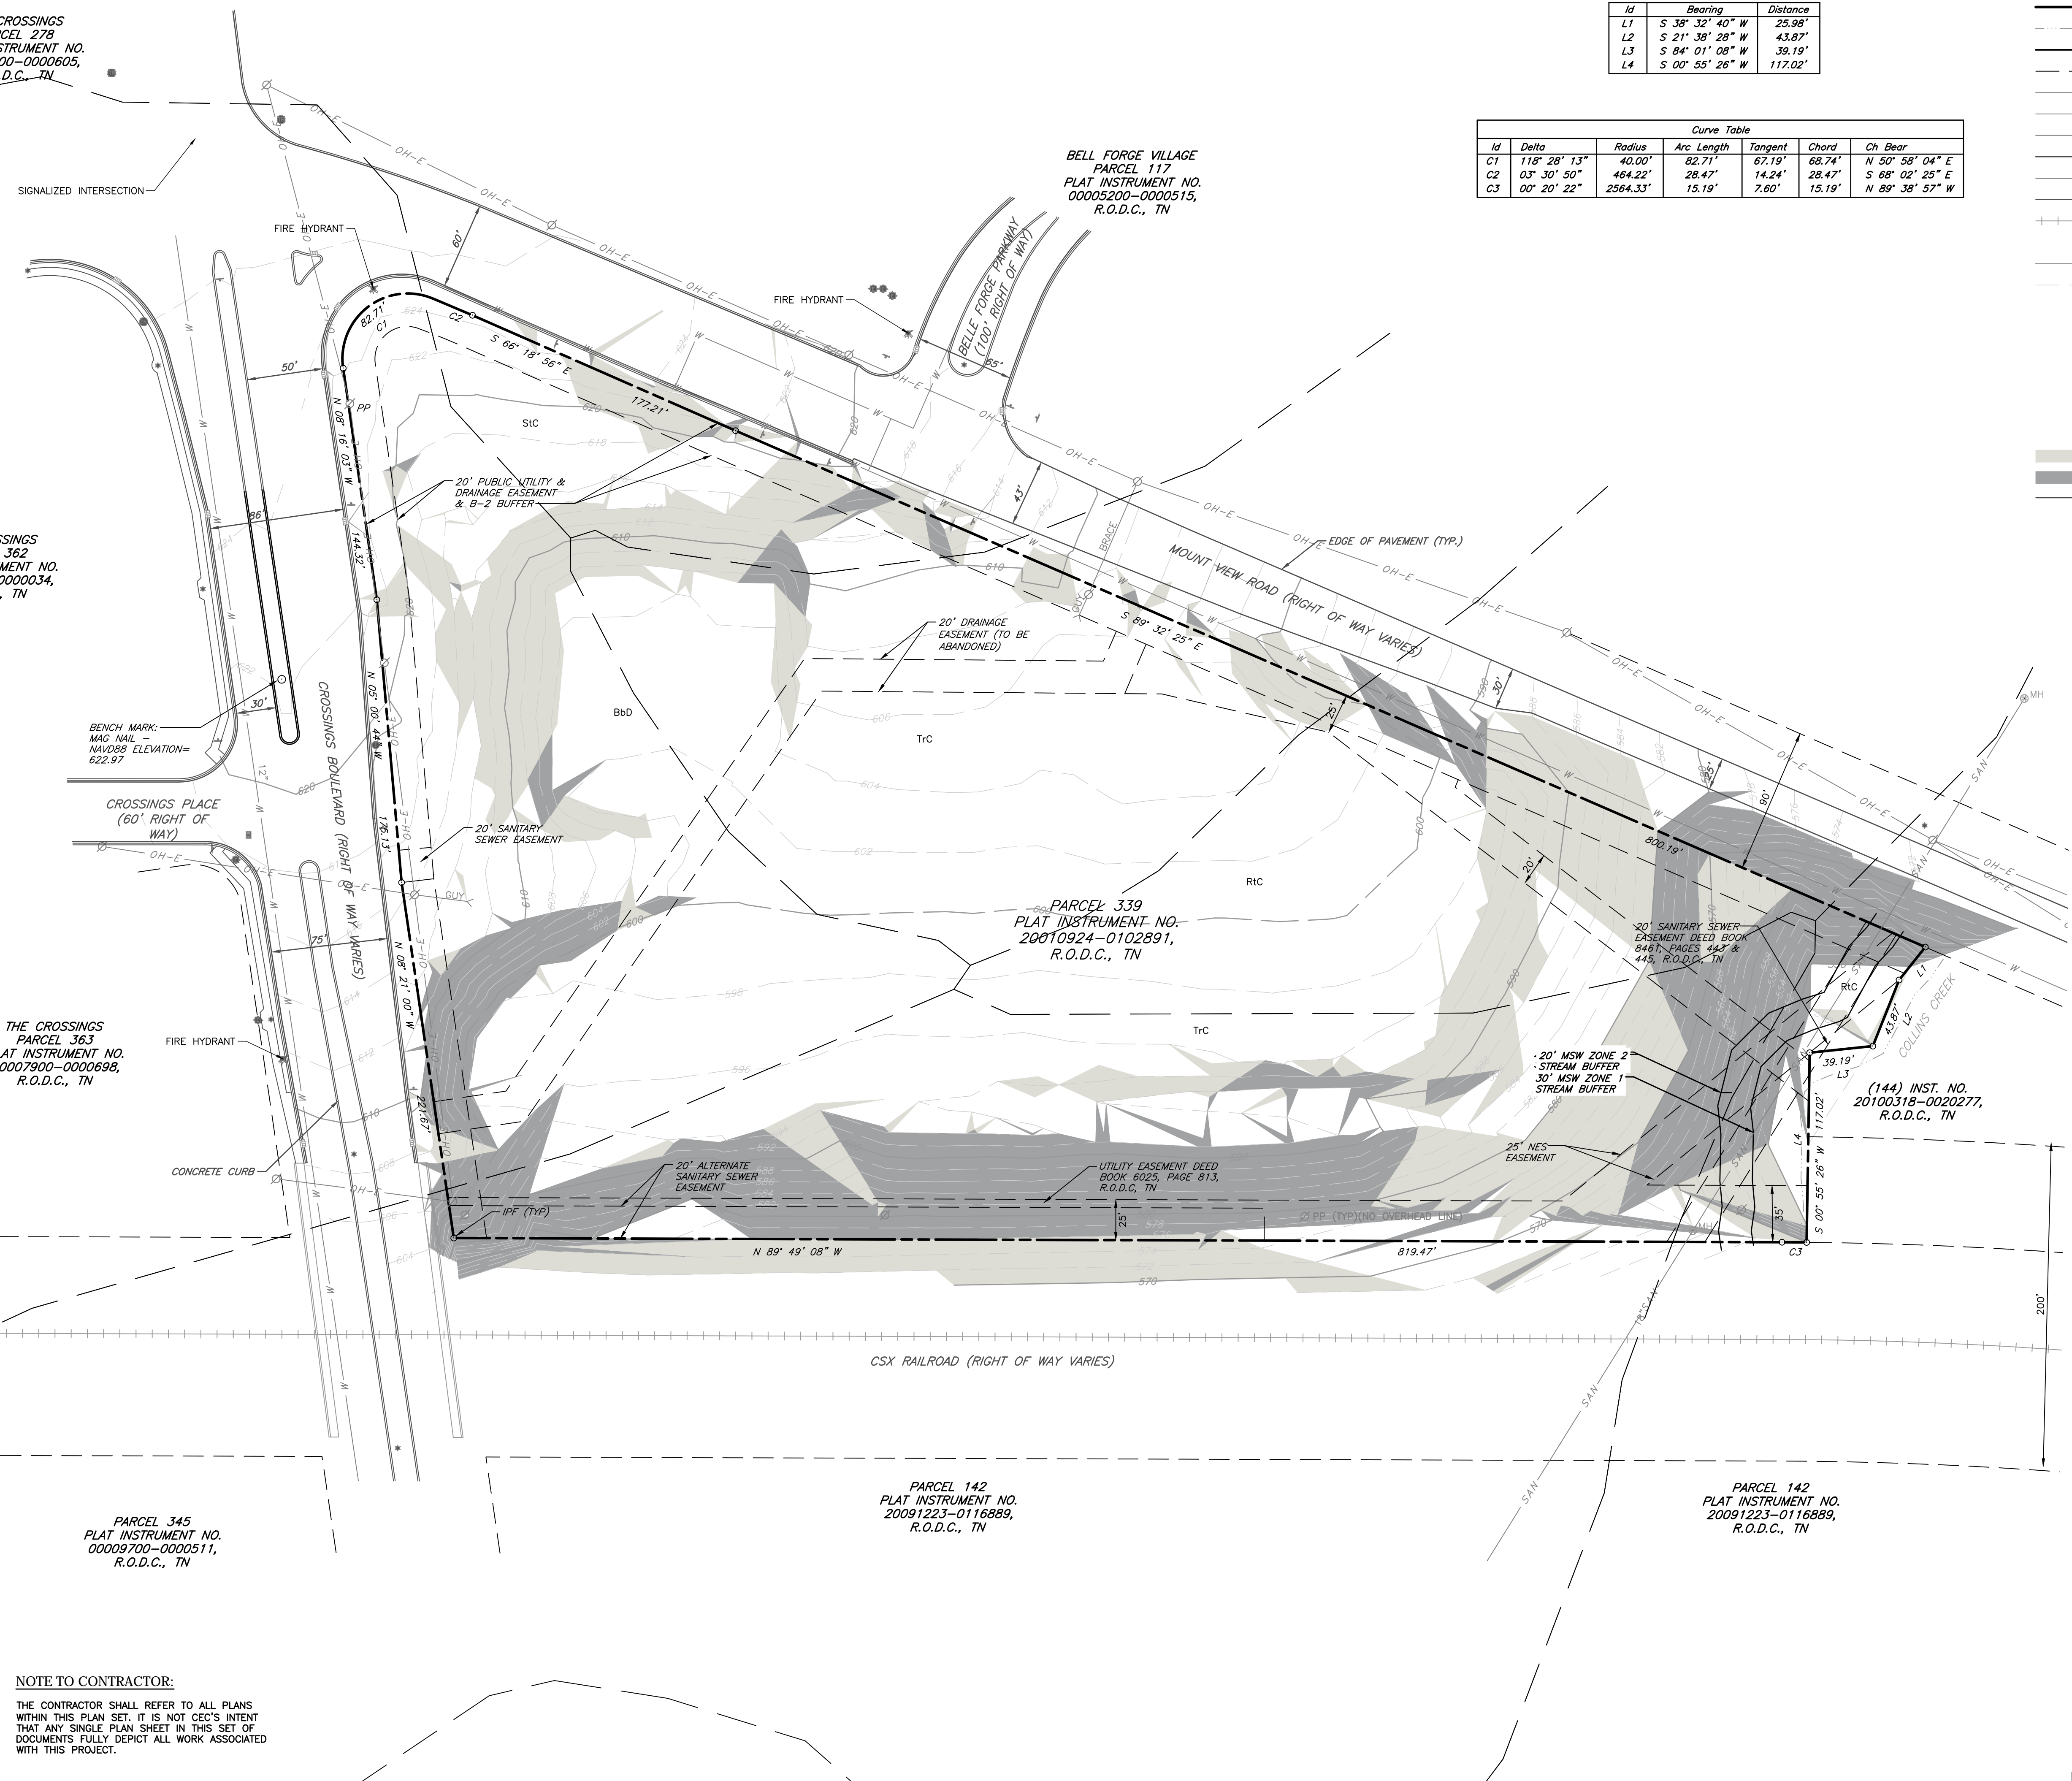 CROSSINGS
CEL 278
STRUMENT NO.
00-0000605,
.D.C., TN
Id Bearing Distance
L1 S 38° 32' 40" W 25.98'
L2 S 21° 38' 28" W 43.87'
L3 S 84° 01' 08" W 39.19'
L4 S 00° 55' 26" W 117.02'
Curve Table
Id Delta Radius Arc Length Tangent Chord Ch Bear
C1 118° 28' 13" 40.00' 82.71' 67.19' 68.74' N 50° 58' 04" E
C2 03° 30' 50" 464.22' 28.47' 14.24' 28.47' S 68° 02' 25" E
C3 00° 20' 22" 2564.33' 15.19' 7.60' 15.19' N 89° 38' 57" W
BELL FORGE VILLAGE
PARCEL 117
PLAT INSTRUMENT NO.
00005200-0000515,
R.O.D.C., TN
SIGNALIZED INTERSECTION
FIRE HYDRANT
60'
FIRE HYDRANT
BELLE FORGE PARKWAY
(100' RIGHT OF WAY)
65'
50'
82.71'
C1
C2
S 66° 18' 56" E
177.21'
PP
N 08° 16' 03" W
144.32'
StC
20' PUBLIC UTILITY &
DRAINAGE EASEMENT
& B-2 BUFFER
86'
43'
BRACE
GUY
EDGE OF PAVEMENT (TYP.)
MOUNT VIEW ROAD (RIGHT OF WAY VARIES)
SSINGS
362
MENT NO.
0000034,
, TN
20' DRAINAGE
EASEMENT (TO BE
ABANDONED)
S 89° 32' 25" E
30'
25'
MH
BENCH MARK:
MAG NAIL -
NAVD88 ELEVATION=
622.97
30'
N 05° 00' 44" W
175.13'
BbD
TrC
25'
90'
CROSSINGS PLACE
(60' RIGHT OF
WAY)
12"
CROSSINGS BOULEVARD (RIGHT OF WAY VARIES)
20' SANITARY
SEWER EASEMENT
GUY
800.19'
20'
RtC
PARCEL 339
PLAT INSTRUMENT NO.
20010924-0102891,
R.O.D.C., TN
20' SANITARY SEWER
EASEMENT DEED BOOK
8461, PAGES 443 &
445, R.O.D.C., TN
75'
N 08° 21' 00" W
221.67'
RtC
L1
43.87'
L2
COLLINS CREEK
39.19'
L3
THE CROSSINGS
PARCEL 363
LAT INSTRUMENT NO.
0007900-0000698,
R.O.D.C., TN
FIRE HYDRANT
TrC
20' MSW ZONE 2
STREAM BUFFER
30' MSW ZONE 1
STREAM BUFFER
(144) INST. NO.
20100318-0020277,
R.O.D.C., TN
L4
S 00° 55' 26" W 117.02'
CONCRETE CURB
20' ALTERNATE
SANITARY SEWER
EASEMENT
UTILITY EASEMENT DEED
BOOK 6025, PAGE 813,
R.O.D.C, TN
25' NES
EASEMENT
IPF (TYP)
25'
PP (TYP)(NO OVERHEAD LINE)
MH
35'
N 89° 49' 08" W
819.47'
C3
200'
18"SAN
CSX RAILROAD (RIGHT OF WAY VARIES)
PARCEL 345
PLAT INSTRUMENT NO.
00009700-0000511,
R.O.D.C., TN
PARCEL 142
PLAT INSTRUMENT NO.
20091223-0116889,
R.O.D.C., TN
PARCEL 142
PLAT INSTRUMENT NO.
20091223-0116889,
R.O.D.C., TN
NOTE TO CONTRACTOR:
THE CONTRACTOR SHALL REFER TO ALL PLANS
WITHIN THIS PLAN SET. IT IS NOT CEC'S INTENT
THAT ANY SINGLE PLAN SHEET IN THIS SET OF
DOCUMENTS FULLY DEPICT ALL WORK ASSOCIATED
WITH THIS PROJECT.